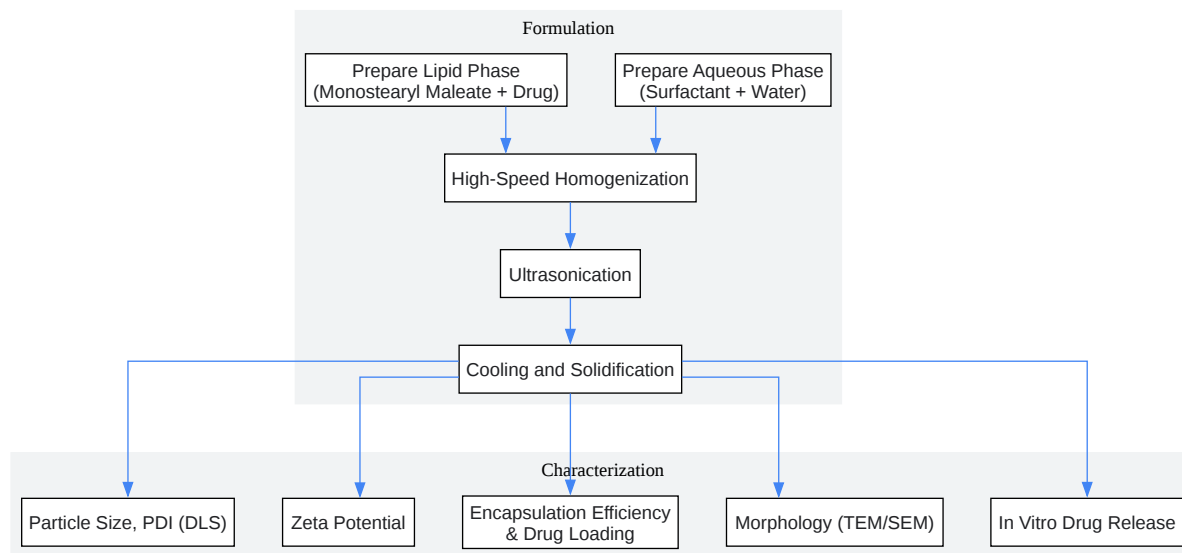 Formulation
Prepare Lipid Phase
(Monostearyl Maleate + Drug)
Prepare Aqueous Phase
(Surfactant + Water)
High-Speed Homogenization
Ultrasonication
Cooling and Solidification
Characterization
Particle Size, PDI (DLS)
Zeta Potential
Encapsulation Efficiency
& Drug Loading
Morphology (TEM/SEM)
In Vitro Drug Release